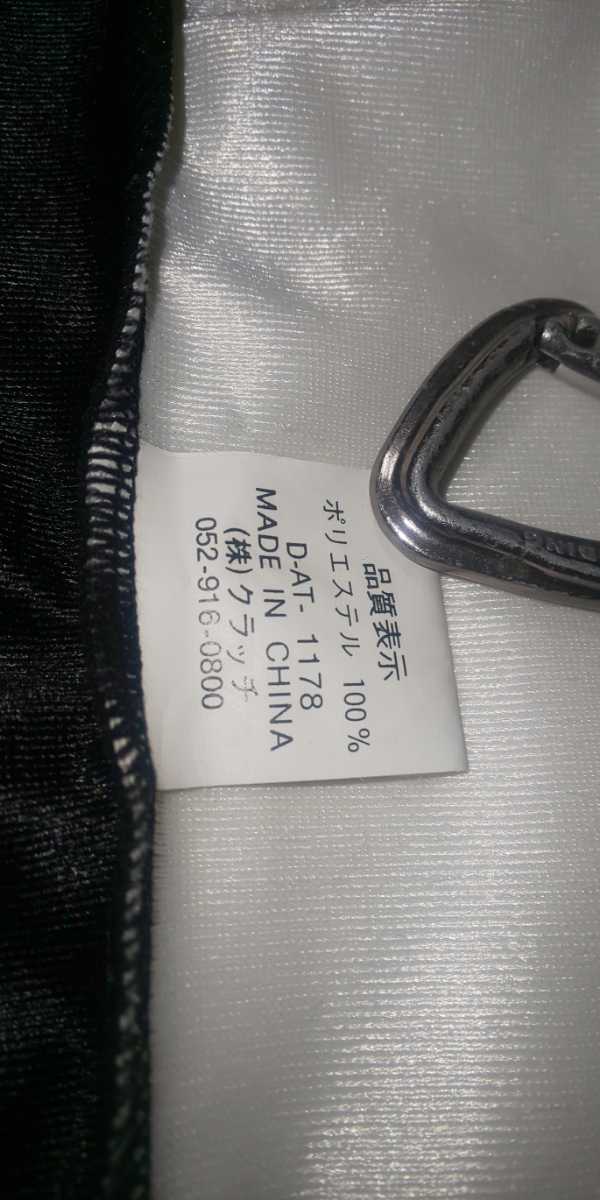 品質表示
ポリエステル 100%
D-AT- 1178
MADE IN CHINA
(株)クラッチ
052-916-0800